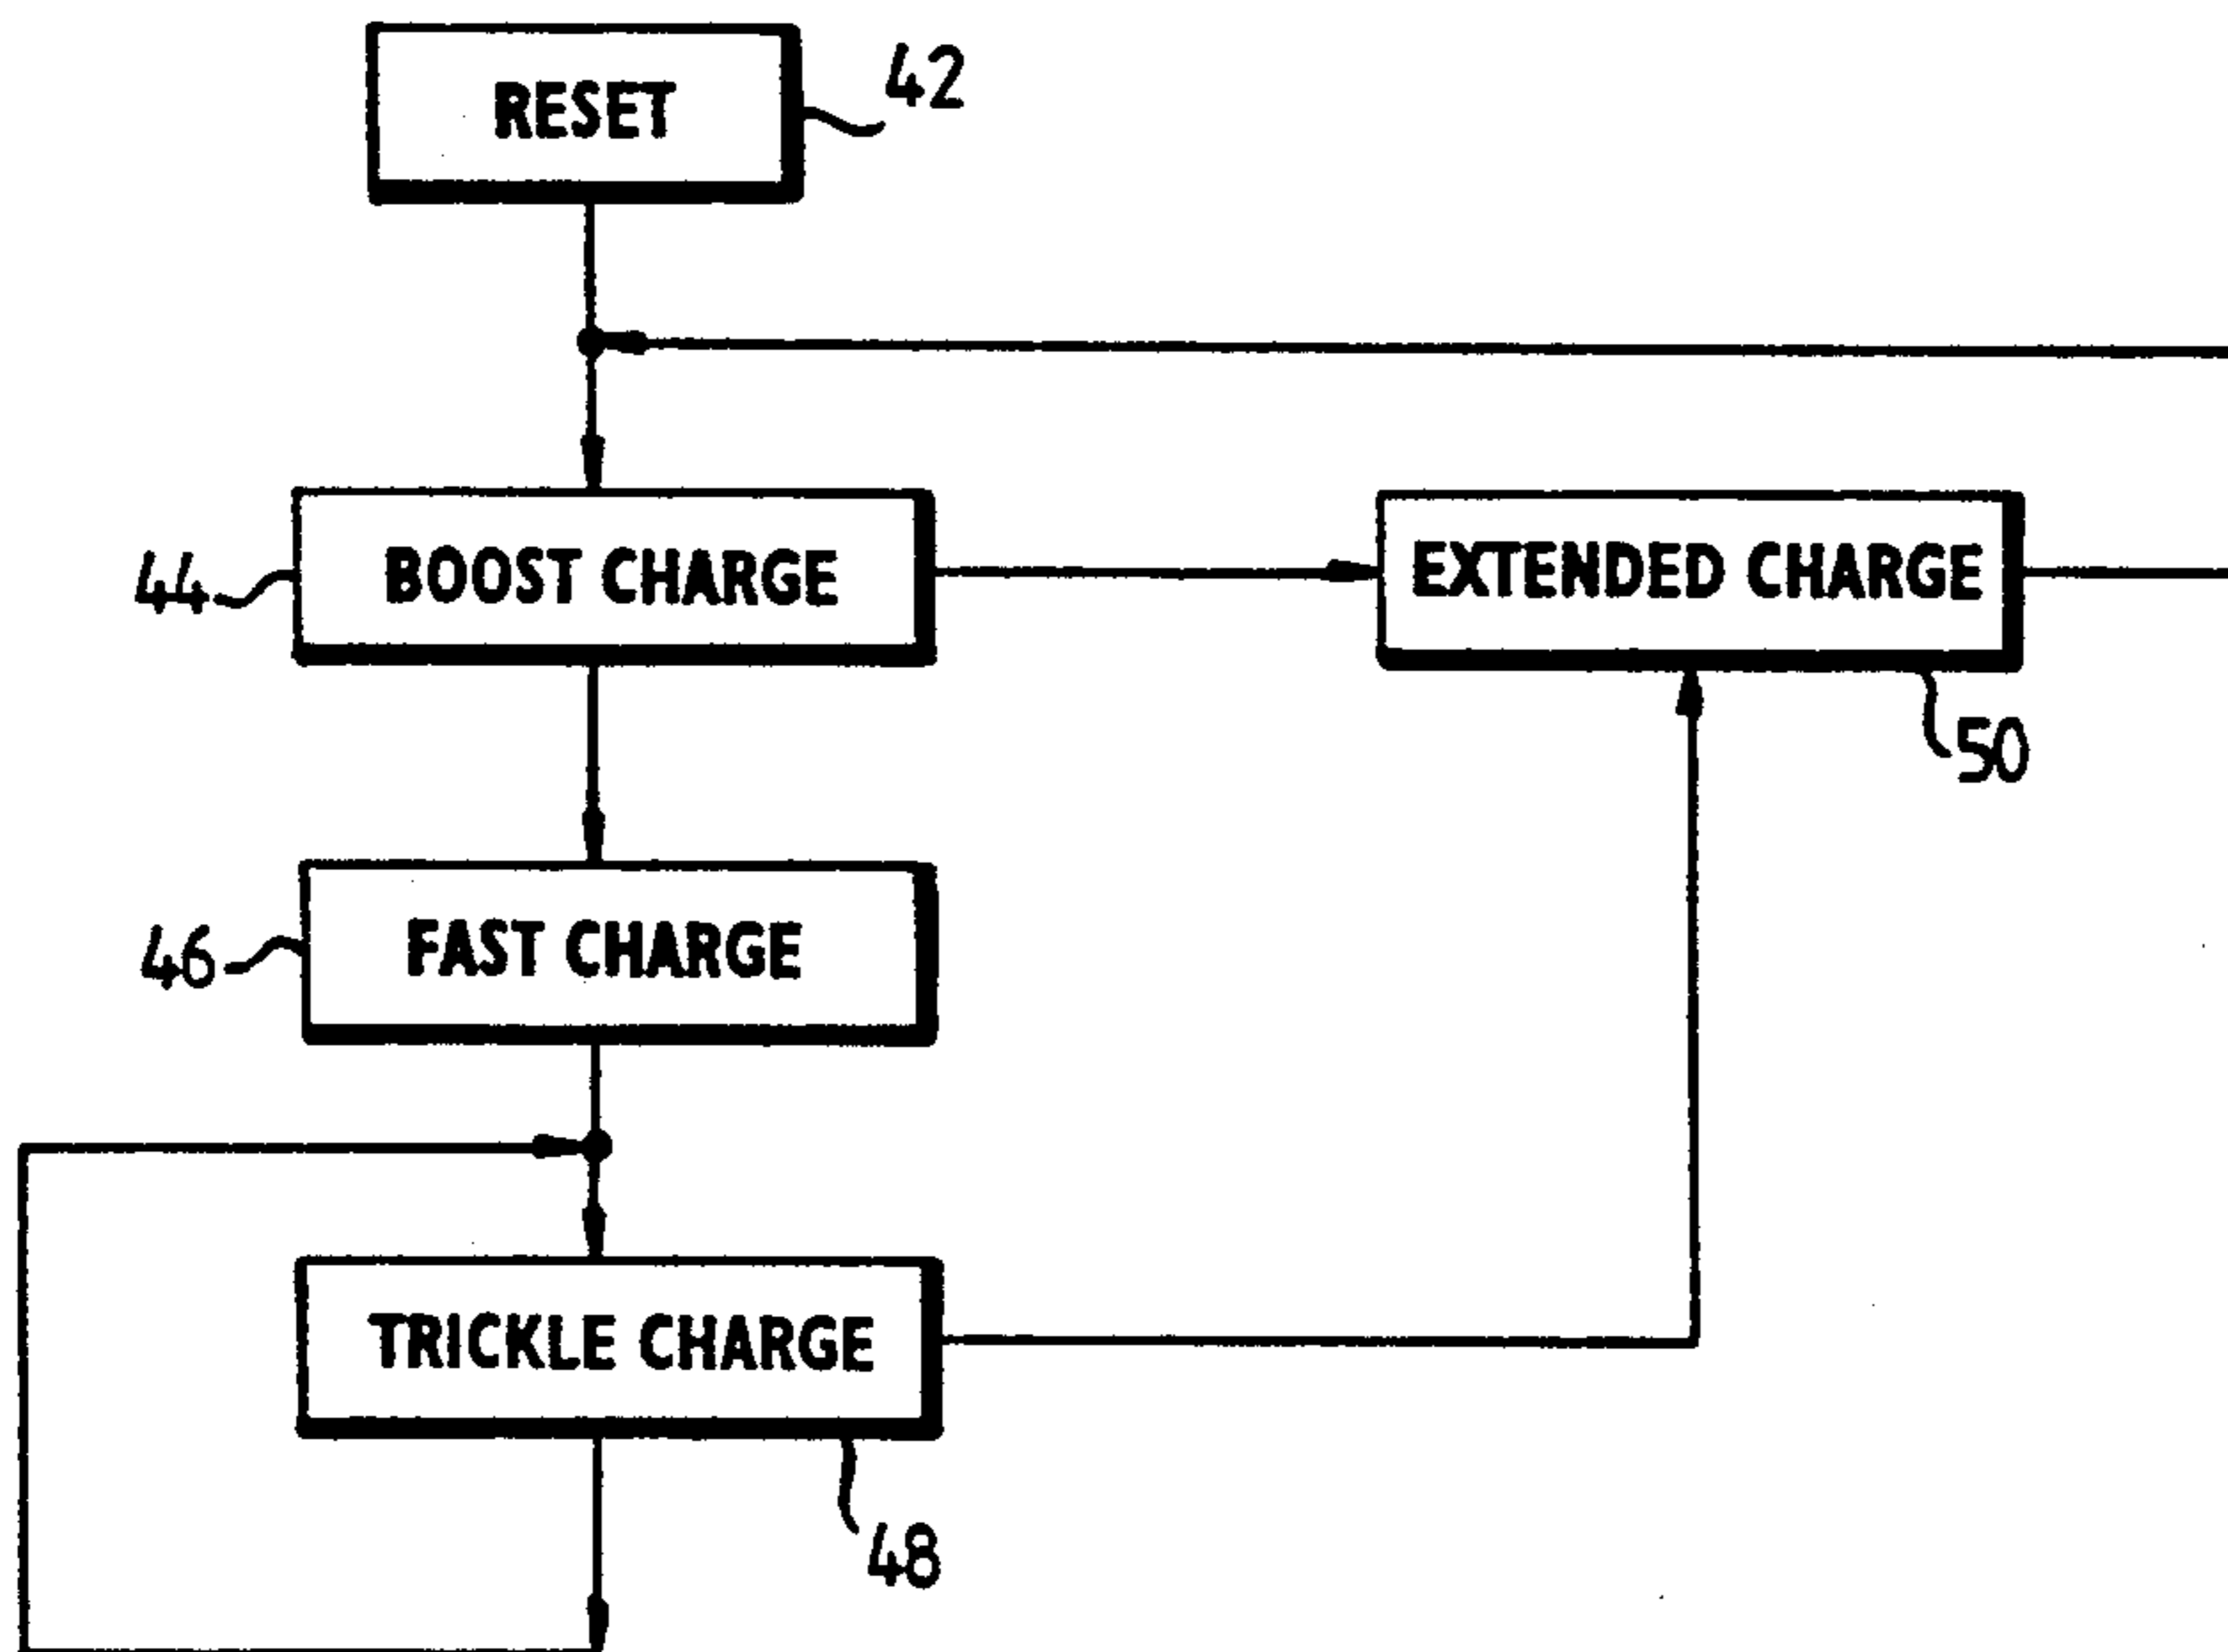 RESET
42
44
BOOST CHARGE
EXTENDED CHARGE
50
46
FAST CHARGE
TRICKLE CHARGE
48